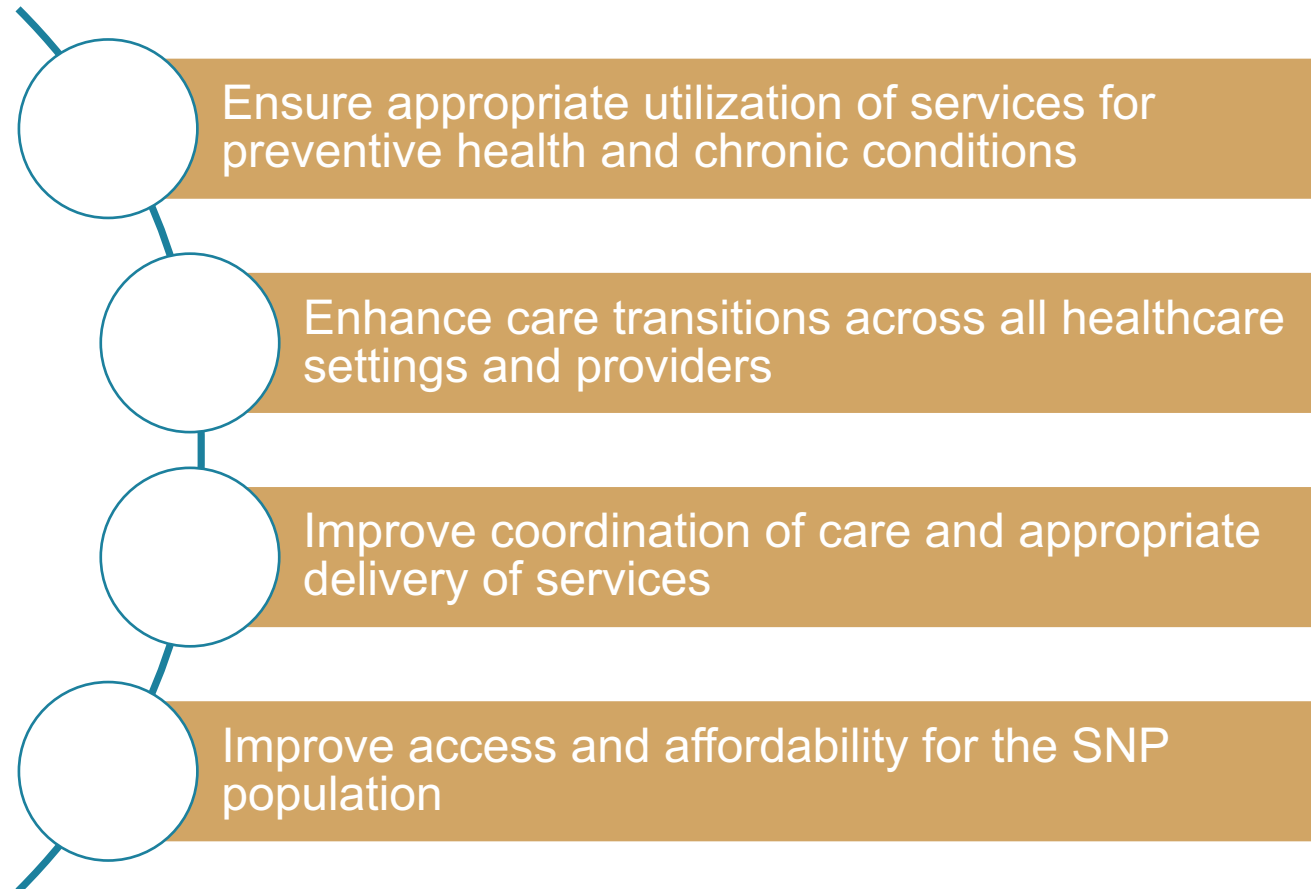 Ensure appropriate utilization of services for
preventive health and chronic conditions
Enhance care transitions across all healthcare
settings and providers
Improve coordination of care and appropriate
delivery of services
Improve access and affordability for the SNP
population